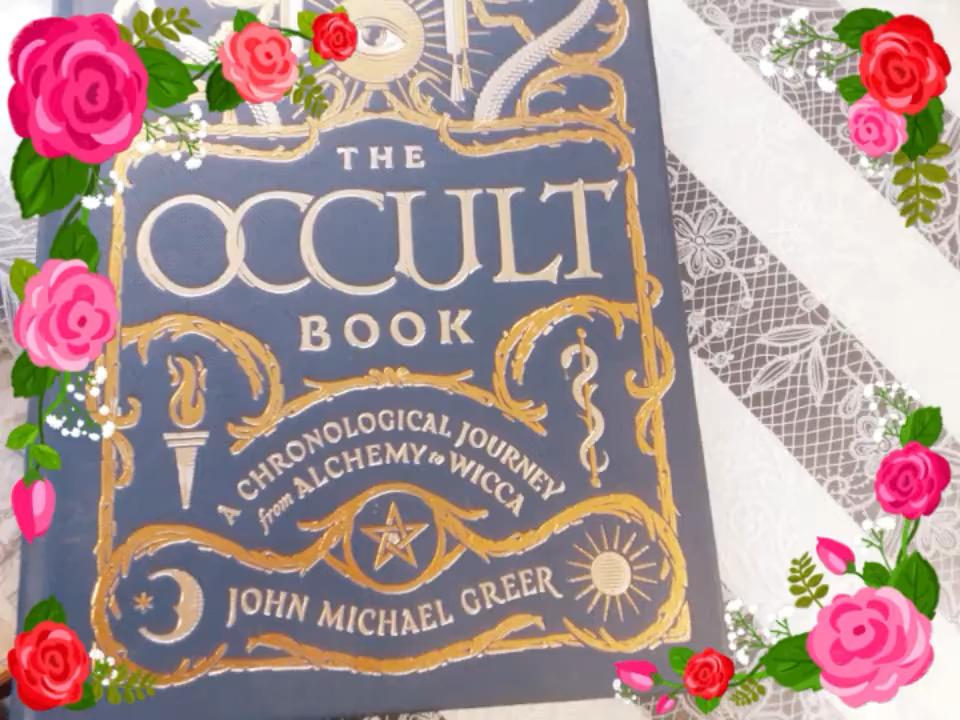 THE
OCCULT
BOOK
A CHRONOLOGICAL JOURNEY
from ALCHEMY to WICCA
JOHN MICHAEL GREER